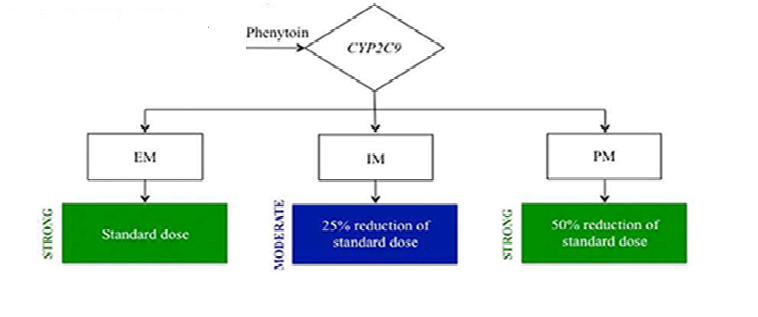 Phenytoin
CYP2C9
EM
IM
PM
STRONG
Standard dose
MODERATE
25% reduction of
standard dose
STRONG
50% reduction of
standard dose